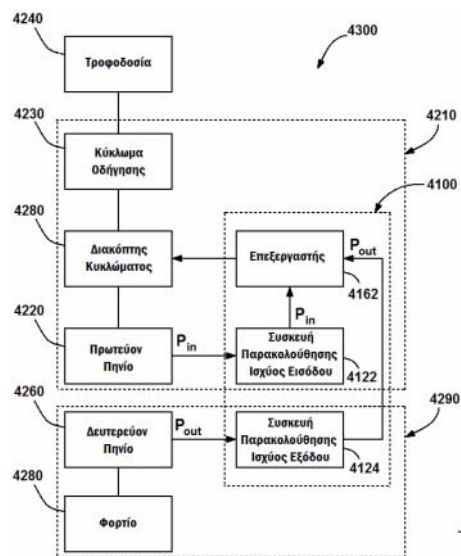 4240
Τροφοδοσία
4300
4230
Κύκλωμα
Οδήγησης
4210
4100
4280
Διακόπτης
Κυκλώματος
Επεξεργαστής
Pout
4162
4220
Πρωτεύον
Πηνίο
Pin
Pin
Συσκευή
Παρακολούθησης
Ισχύος Εισόδου
4122
4260
Δευτερεύον
Πηνίο
Pout
Συσκευή
Παρακολούθησης
Ισχύος Εξόδου
4124
4290
4280
Φορτίο